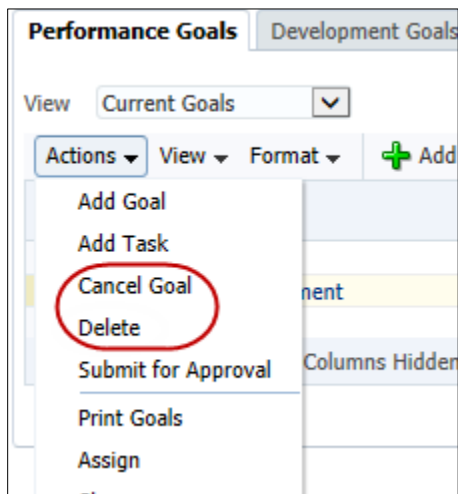 Performance Goals Development Goals
View Current Goals
Actions View Format Add
Add Goal
Add Task
Cancel Goal
Delete
Submit for Approval
Columns Hidden
Print Goals
Assign